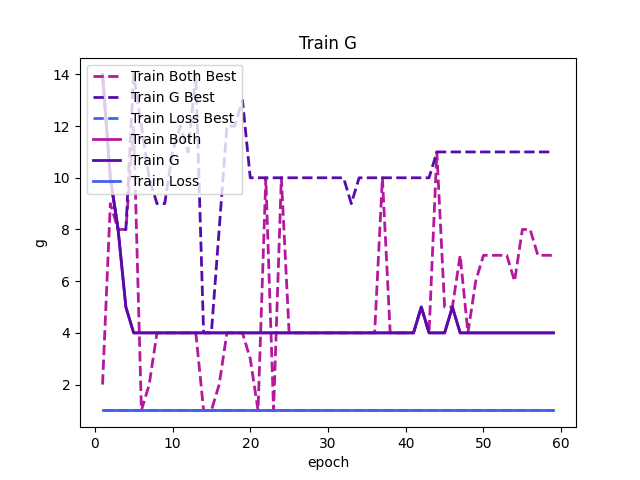 Train G
14
12
10
8
6
4
2
g
Train Both Best
Train G Best
Train Loss Best
Train Both
Train G
Train Loss
0
10
20
30
40
50
60
epoch